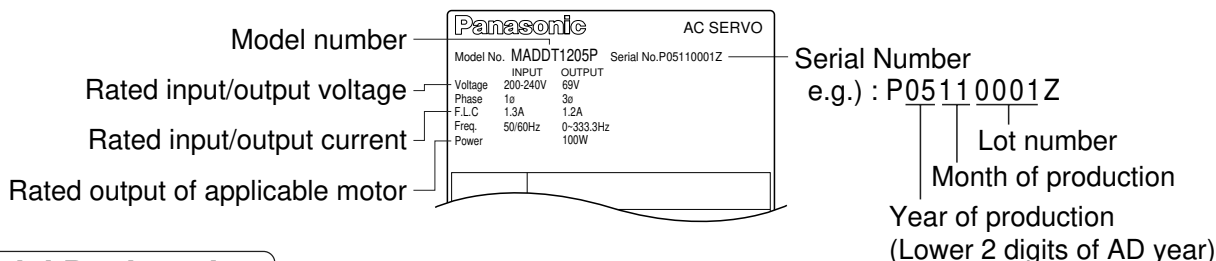 Model number
Rated input/output voltage
Rated input/output current
Rated output of applicable motor
Panasonic AC SERVO
Model No. MADDT1205P Serial No.P05110001Z
INPUT OUTPUT
Voltage 200-240V 69V
Phase 1ø 3ø
F.L.C 1.3A 1.2A
Freq. 50/60Hz 0~333.3Hz
Power 100W
Serial Number
e.g.) : P05110001Z
Lot number
Month of production
Year of production
(Lower 2 digits of AD year)